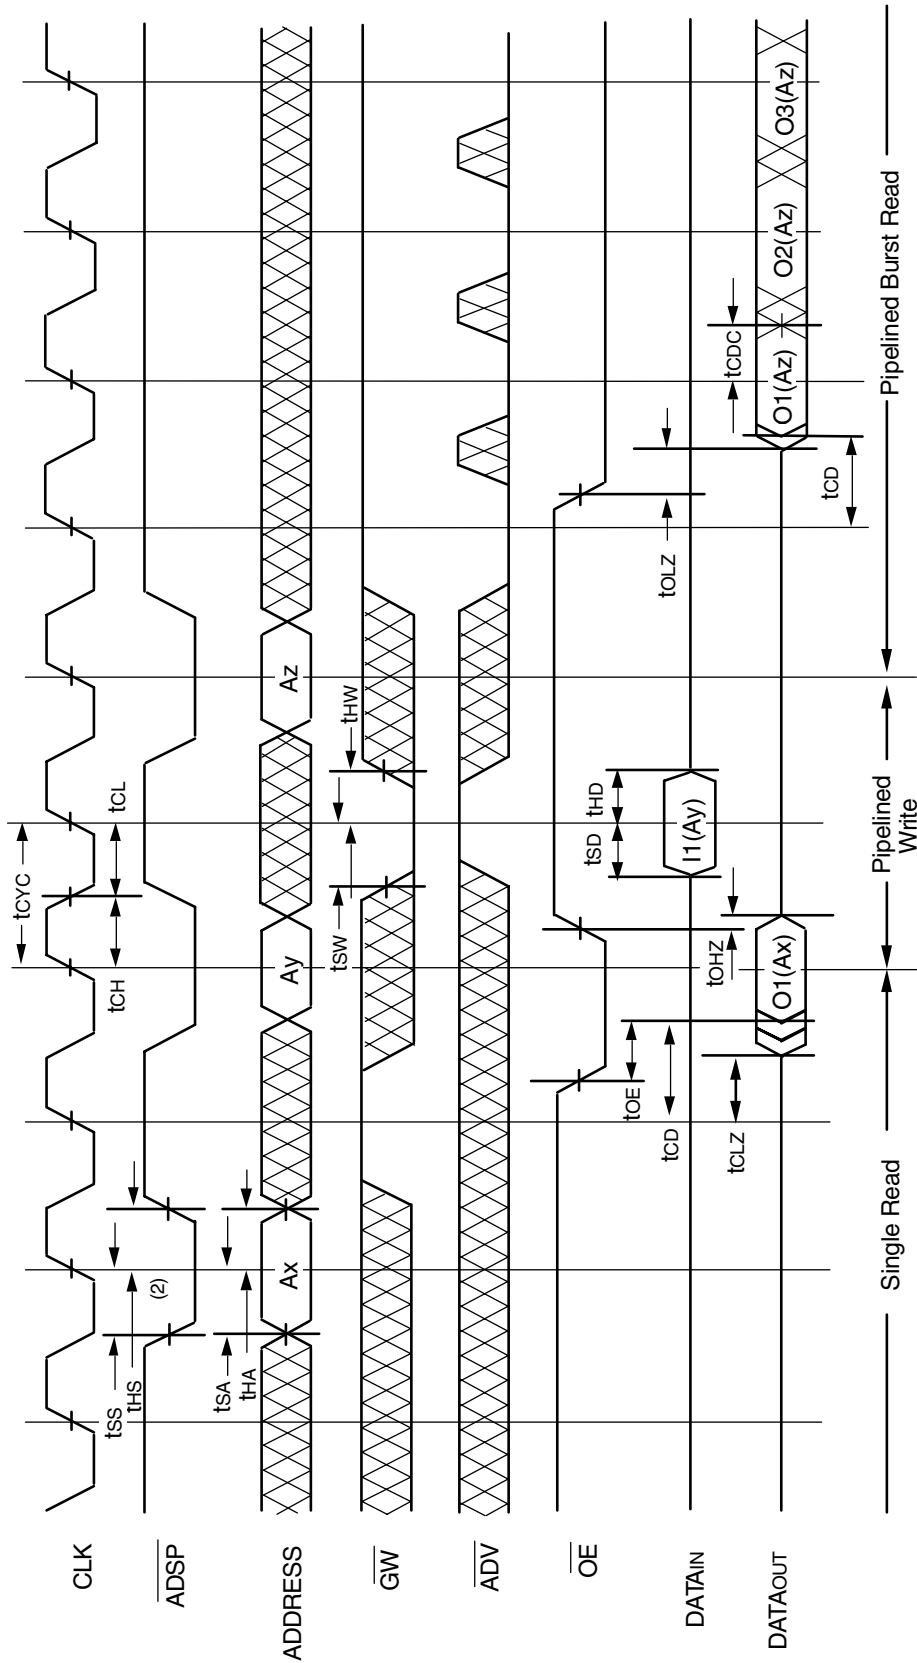 CLK
tCYC
tCH
tCL
ADSP
tSS
tHS
(2)
ADDRESS
tSA
tHA
Ax
Ay
Az
GW
tSW
tHW
ADV
OE
tOE
tOLZ
DATAIN
tCD
tSD
tHD
I1(Ay)
tOHZ
DATAOUT
tCLZ
O1(Ax)
tCD
tCDC
O1(Az)
O2(Az)
O3(Az)
Single Read
Pipelined
Write
Pipelined Burst Read